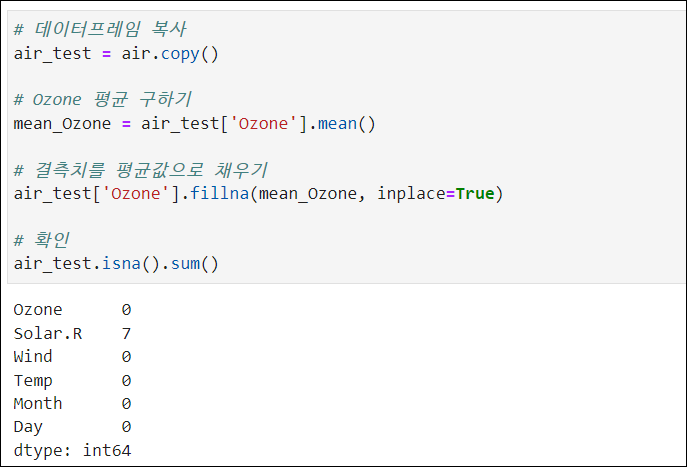 # 데이터프레임 복사
air_test = air.copy()
# Ozone 평균 구하기
mean_Ozone = air_test['Ozone'].mean()
# 결측치를 평균값으로 채우기
air_test['Ozone'].fillna(mean_Ozone, inplace=True)
# 확인
air_test.isna().sum()
Ozone      0
Solar.R    7
Wind       0
Temp       0
Month      0
Day        0
dtype: int64